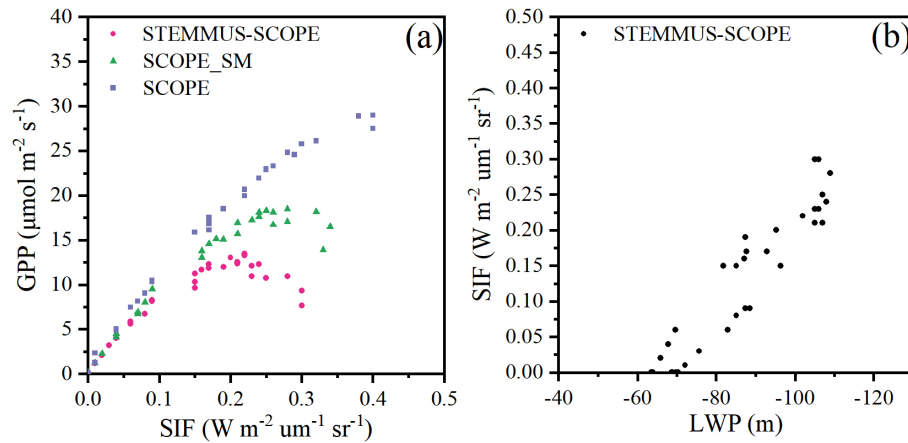 (a)
STEMMUS-SCOPE
SCOPE_SM
SCOPE
40
35
30
25
20
15
10
5
0
GPP (μmol m⁻² s⁻¹)
0.0 0.1 0.2 0.3 0.4 0.5
SIF (W m⁻² um⁻¹ sr⁻¹)
(b)
STEMMUS-SCOPE
0.50
0.45
0.40
0.35
0.30
0.25
0.20
0.15
0.10
0.05
0.00
SIF (W m⁻² um⁻¹ sr⁻¹)
-40 -60 -80 -100 -120
LWP (m)